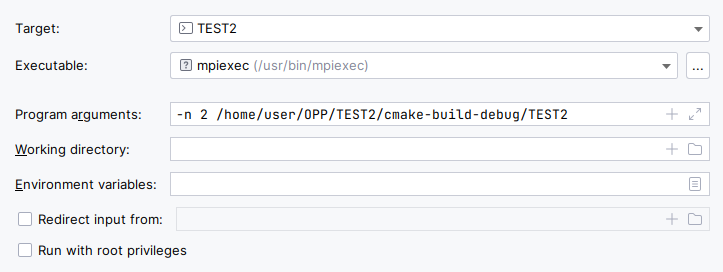 Target: TEST2
Executable: mpiexec (/usr/bin/mpiexec) ...
Program arguments: -n 2 /home/user/OPP/TEST2/cmake-build-debug/TEST2
Working directory:
Environment variables:
Redirect input from:
Run with root privileges